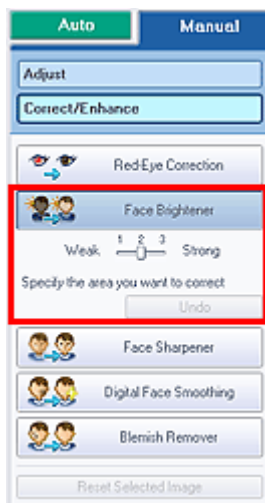 Auto Manual
Adjust
Correct/Enhance
Red-Eye Correction
Face Brightener
1 2 3
Weak Strong
Specify the area you want to correct
Undo
Face Sharpener
Digital Face Smoothing
Blemish Remover
Reset Selected Image